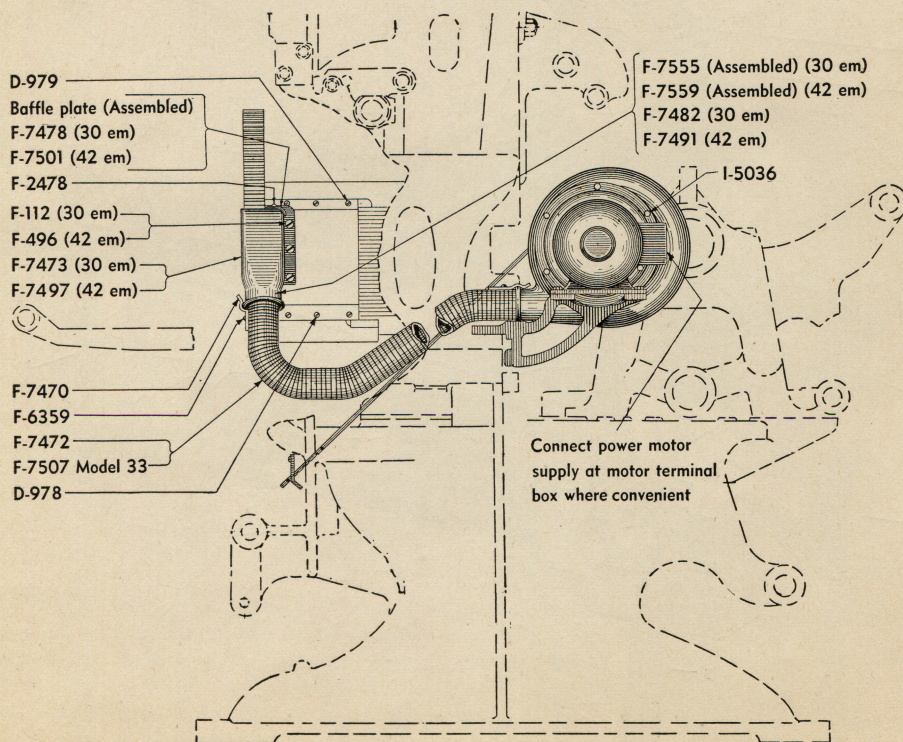 D-979
Baffle plate (Assembled)
F-7478 (30 em)
F-7501 (42 em)
F-2478
F-112 (30 em)
F-496 (42 em)
F-7473 (30 em)
F-7497 (42 em)
F-7470
F-6359
F-7472
F-7507 Model 33
D-978
F-7555 (Assembled) (30 em)
F-7559 (Assembled) (42 em)
F-7482 (30 em)
F-7491 (42 em)
I-5036
Connect power motor
supply at motor terminal
box where convenient